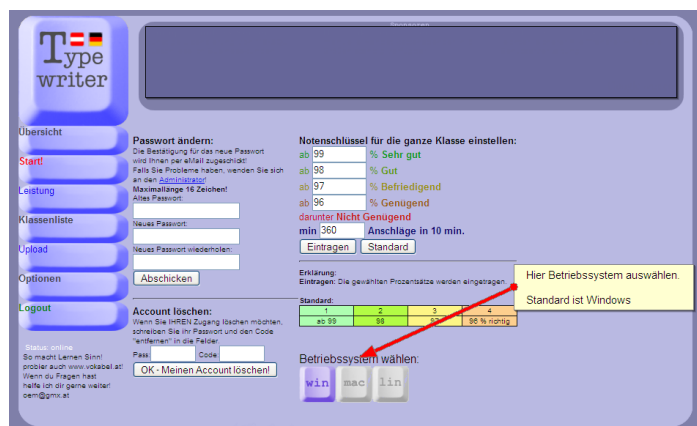 Sponsoren
Type
writer
Übersicht
Start!
Leistung
Klassenliste
Upload
Optionen
Logout
Status: online
So macht Lernen Sinn!
probier auch www.vokabel.at!
Wenn du Fragen hast
helfe ich dir gerne weiter!
bem@gmx.at
Passwort ändern:
Die Bestätigung für das neue Passwort
wird Ihnen per eMail zugeschickt!
Falls Sie Probleme haben, wenden Sie sich
an den Administrator!
Maximallänge 16 Zeichen!
Altes Passwort:
Neues Passwort:
Neues Passwort wiederholen:
Abschicken
Account löschen:
Wenn Sie IHREN Zugang löschen möchten,
schreiben Sie ihr Passwort und den Code
"entfernen" in die Felder.
Pass Code
OK - Meinen Account löschen!
Notenschlüssel für die ganze Klasse einstellen:
ab 99 % Sehr gut
ab 98 % Gut
ab 97 % Befriedigend
ab 96 % Genügend
darunter Nicht Genügend
min 360 Anschläge in 10 min.
Eintragen Standard
Erklärung:
Eintragen: Die gewählten Prozentsätze werden eingetragen
Standard:
1 2 3 4
ab 99 98 97 96 % richtig
Betriebssystem wählen:
win mac lin
Hier Betriebssystem auswählen.
Standard ist Windows